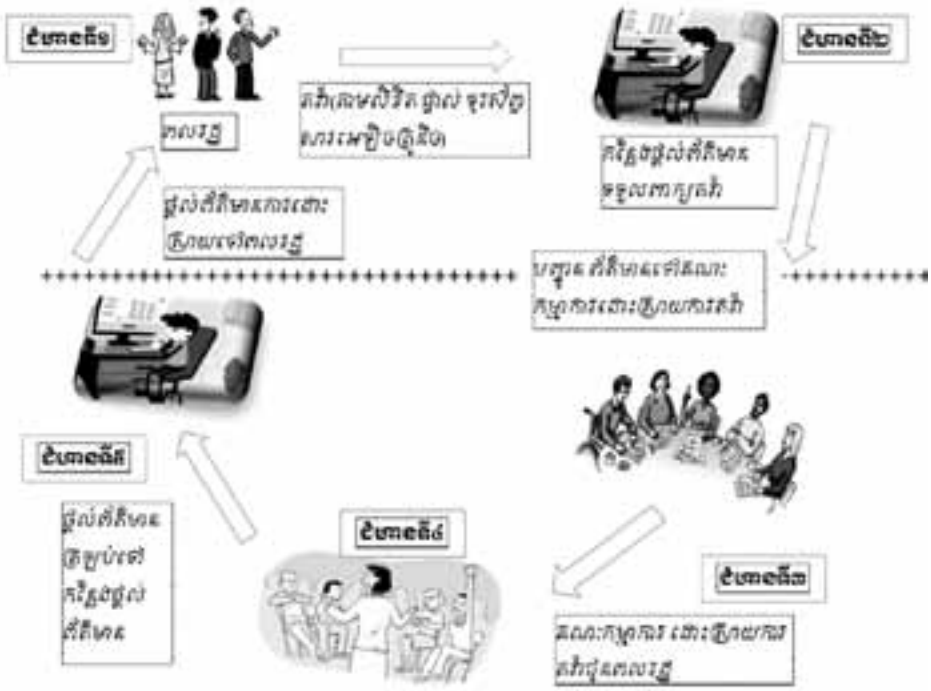 ជំហានទី១
ពលរដ្ឋ
តវ៉ា(តាមលិខិត ផ្ទាល់ ទូរស័ព្ទ
សារអេឡិចត្រូនិច)
ជំហានទី២
កន្លែងផ្តល់ព័ត៌មាន
ទទួលពាក្យតវ៉ា
ផ្តល់ព័ត៌មានការដោះ
ស្រាយទៅពលរដ្ឋ
បញ្ជូនព័ត៌មានទៅគណៈ
កម្មការដោះស្រាយការតវ៉ា
ជំហានទី៥
ផ្តល់ព័ត៌មាន
ត្រឡប់ទៅ
កន្លែងផ្តល់
ព័ត៌មាន
ជំហានទី៤
ជំហានទី៣
គណៈកម្មការ ដោះស្រាយការ
តវ៉ាជូនពលរដ្ឋ